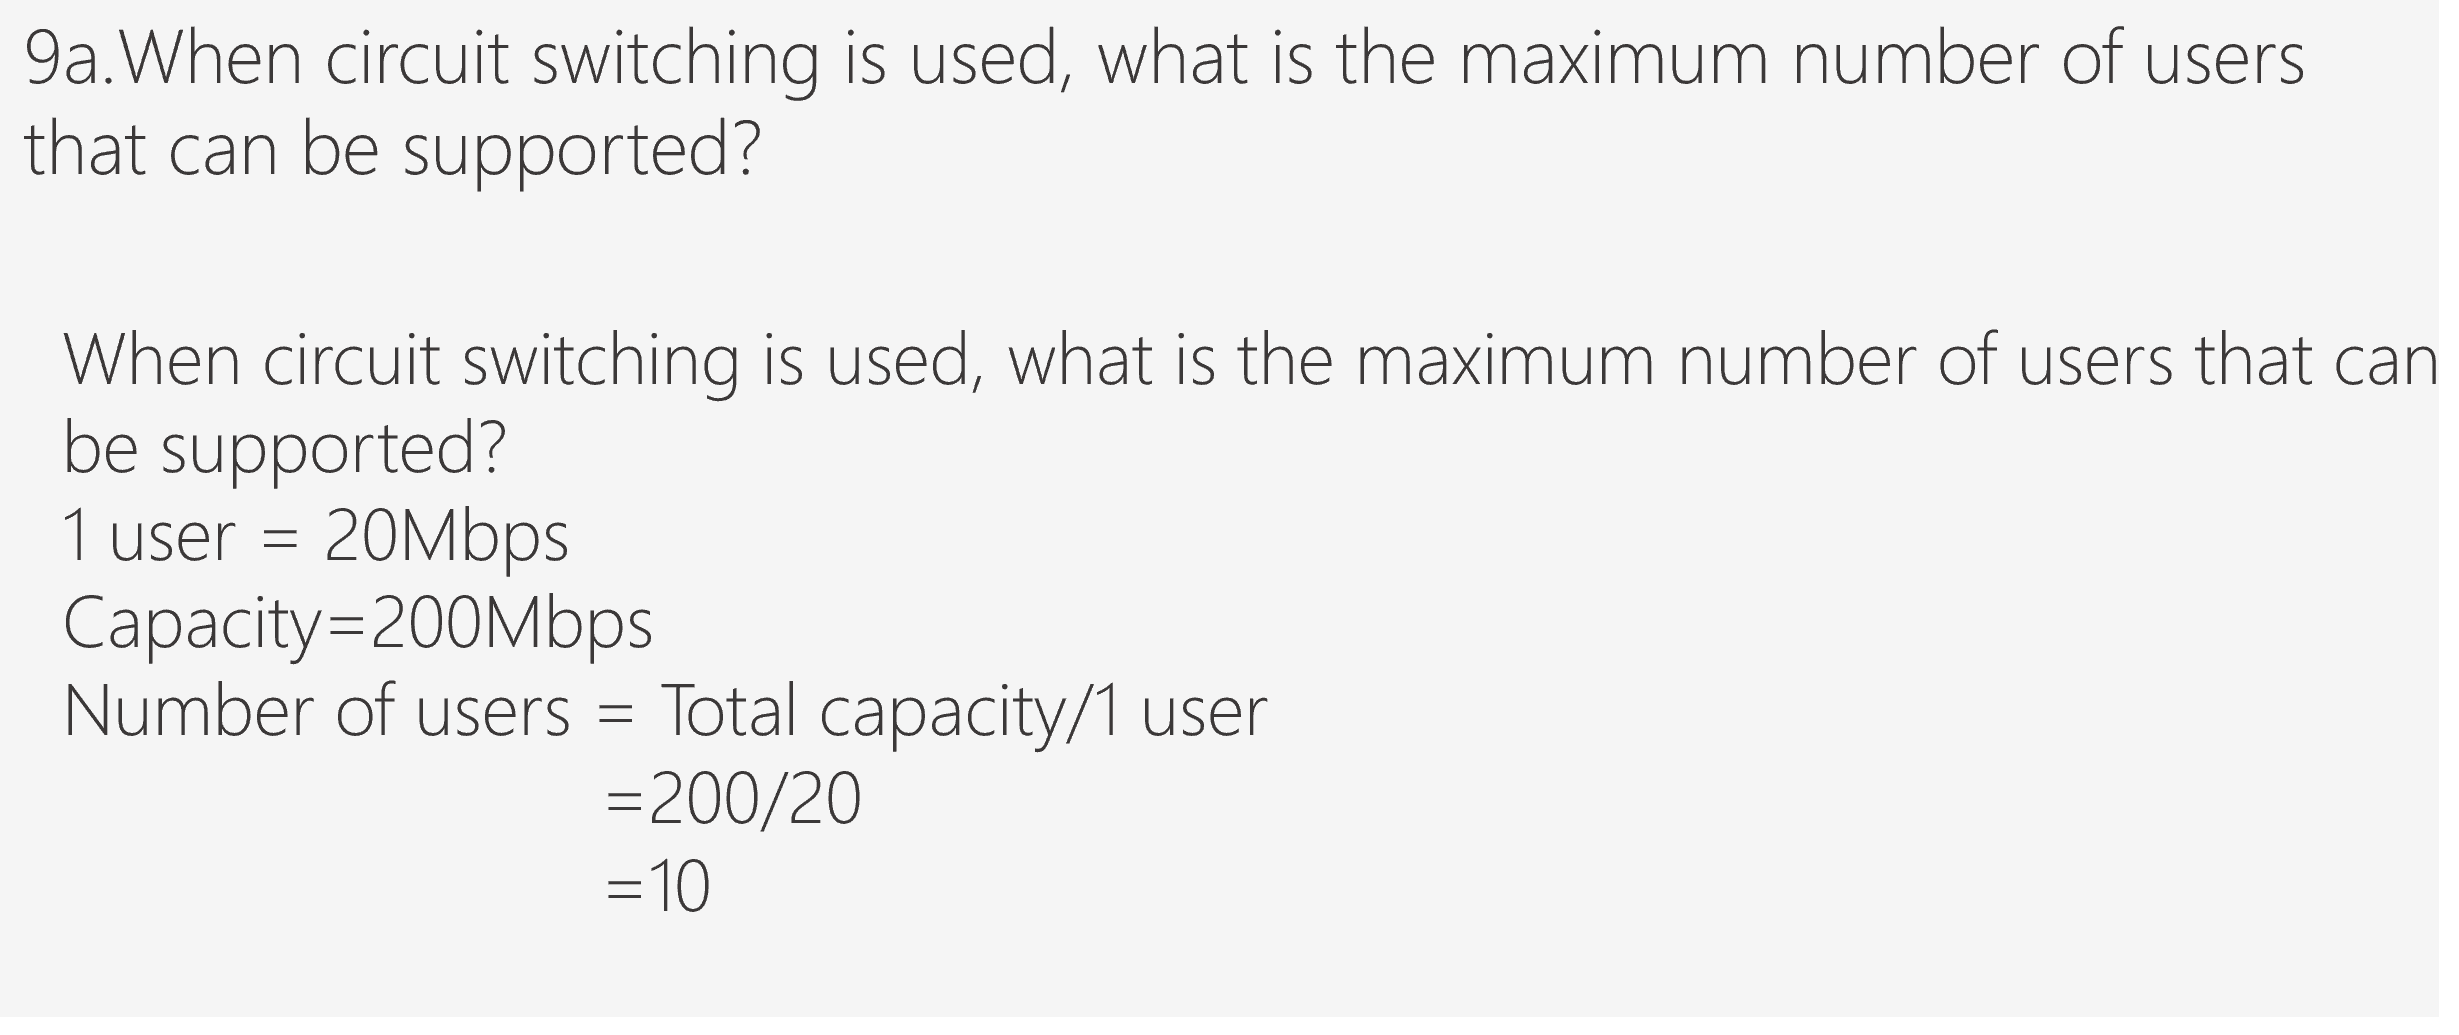 9a.When circuit switching is used, what is the maximum number of users
that can be supported?
When circuit switching is used, what is the maximum number of users that can
be supported?
1 user = 20Mbps
Capacity=200Mbps
Number of users = Total capacity/1 user
=200/20
=10